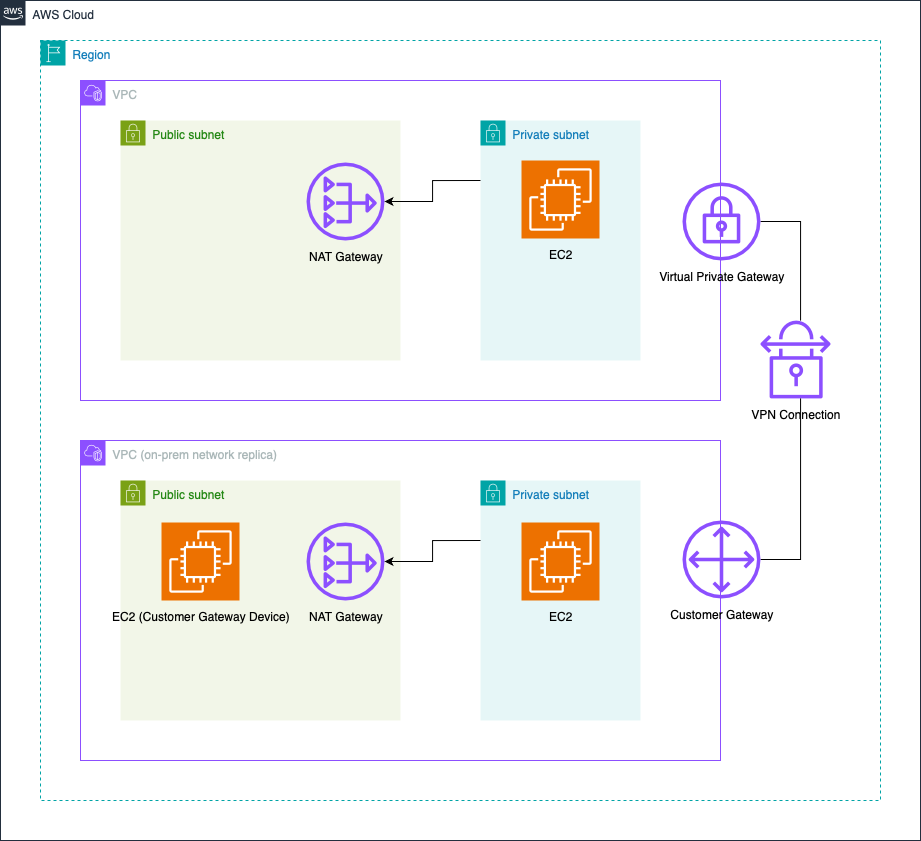 aws
AWS Cloud
Region
VPC
Public subnet
Private subnet
NAT Gateway
EC2
Virtual Private Gateway
VPN Connection
VPC (on-prem network replica)
Public subnet
Private subnet
EC2 (Customer Gateway Device)
NAT Gateway
EC2
Customer Gateway